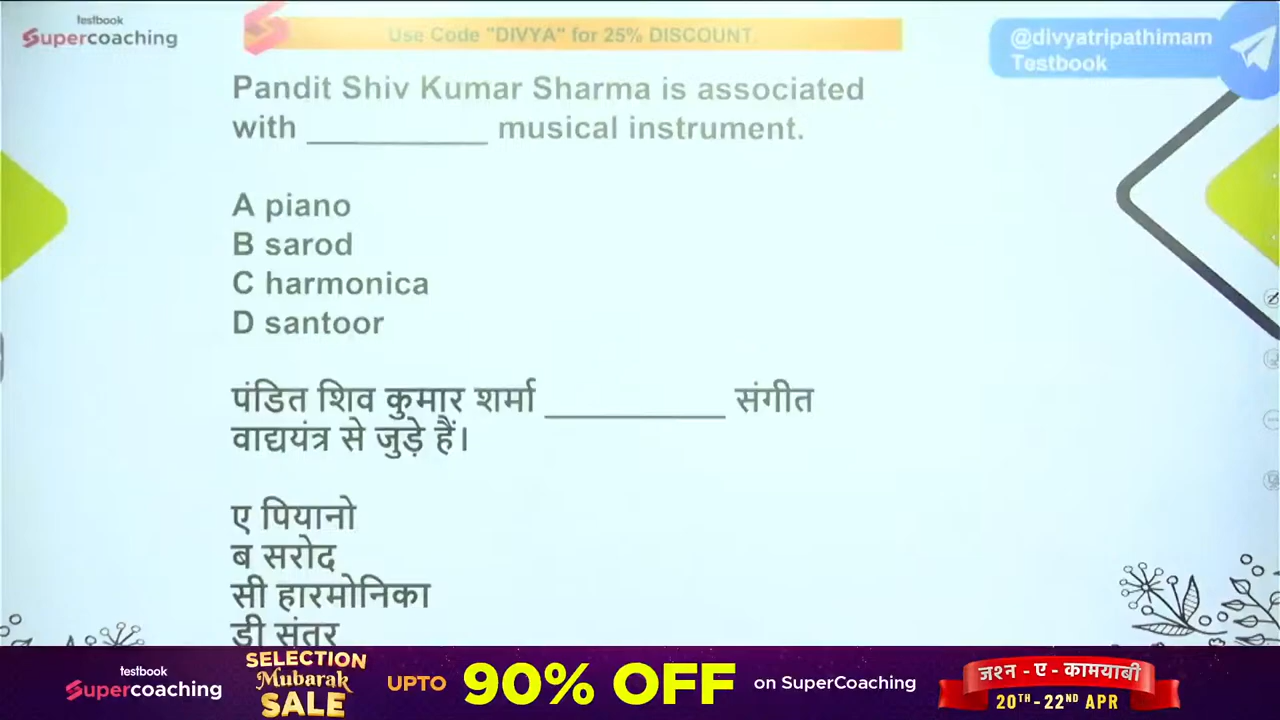 testbook
Supercoaching
Use Code "DIVYA" for 25% DISCOUNT.
@divyatripathimam
Testbook
Pandit Shiv Kumar Sharma is associated
with __________ musical instrument.
A piano
B sarod
C harmonica
D santoor
पंडित शिव कुमार शर्मा __________ संगीत
वाद्ययंत्र से जुड़े हैं।
ए पियानो
ब सरोद
सी हारमोनिका
डी संतूर
testbook
Supercoaching
SELECTION
Mubarak
SALE
UPTO 90% OFF on SuperCoaching
जश्न - ए - कामयाबी
20TH - 22ND APR